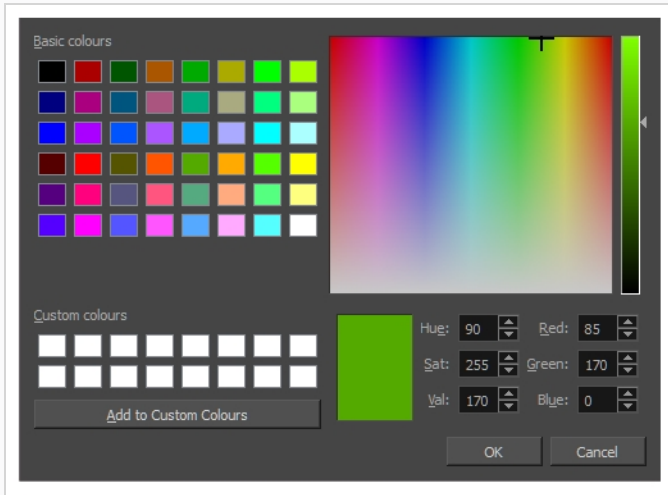 Basic colours
Custom colours
Add to Custom Colours
Hue: 90 Red: 85
Sat: 255 Green: 170
Val: 170 Blue: 0
OK Cancel